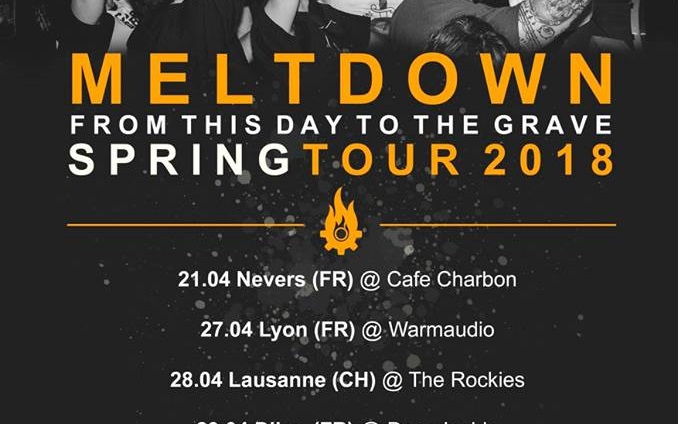 MELTDOWN
FROM THIS DAY TO THE GRAVE
SPRING TOUR 2018
21.04 Nevers (FR) @ Cafe Charbon
27.04 Lyon (FR) @ Warmaudio
28.04 Lausanne (CH) @ The Rockies